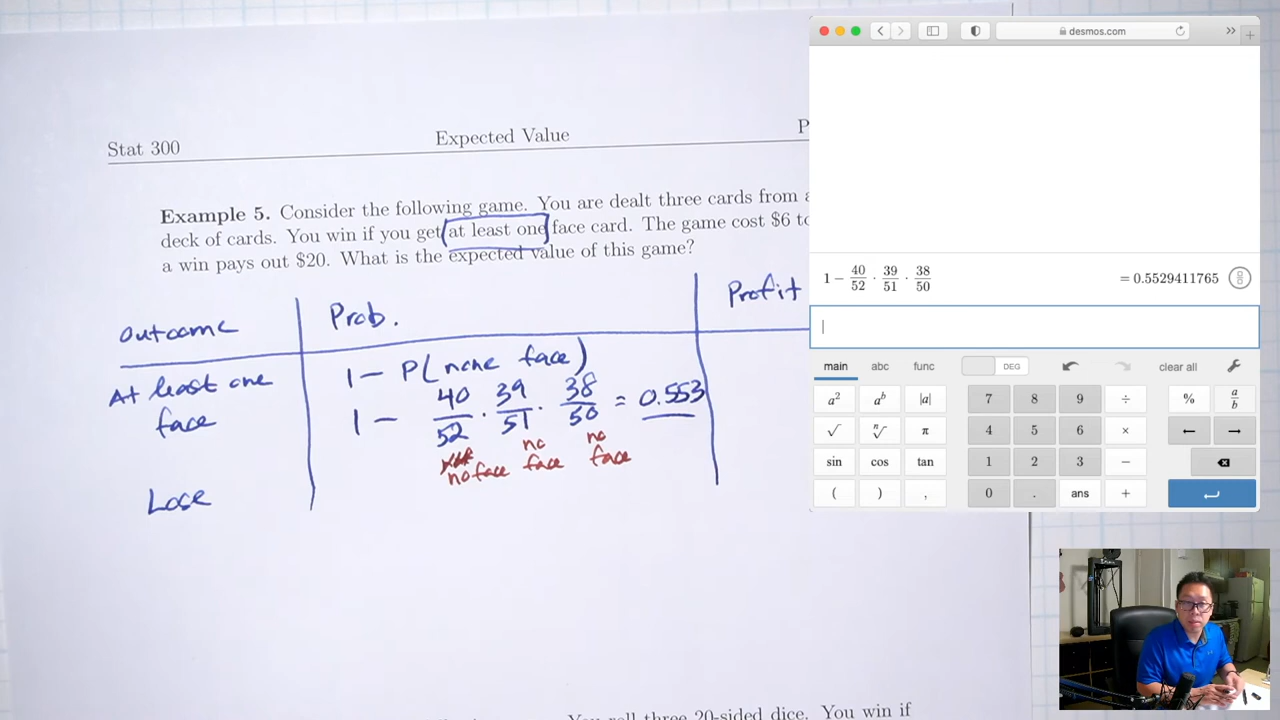 Stat 300 Expected Value P
Example 5. Consider the following game. You are dealt three cards from a
deck of cards. You win if you get at least one face card. The game cost $6 to
a win pays out $20. What is the expected value of this game?
Outcome Prob. Profit
At least one 1 - P(none face)
face 1 - 40/52 · 39/51 · 38/50 = 0.553
no face no face no face
Lose
You roll three 20-sided dice. You win if
desmos.com
1 − 40/52 · 39/51 · 38/50 = 0.5529411765
main abc func DEG clear all
a² aᵇ |a| 7 8 9 ÷ % a/b
√ ⁿ√ π 4 5 6 × ← →
sin cos tan 1 2 3 −
( ) , 0 . ans +